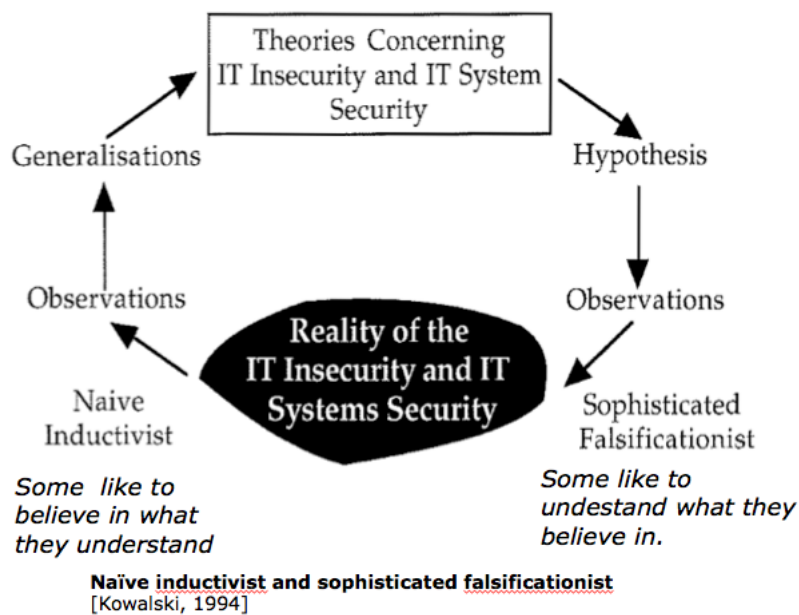 Theories Concerning
IT Insecurity and IT System
Security
Generalisations
Hypothesis
Observations
Observations
Reality of the
IT Insecurity and IT
Systems Security
Naive
Inductivist
Sophisticated
Falsificationist
Some like to
believe in what
they understand
Some like to
undestand what they
believe in.
Naïve inductivist and sophisticated falsificationist
[Kowalski, 1994]